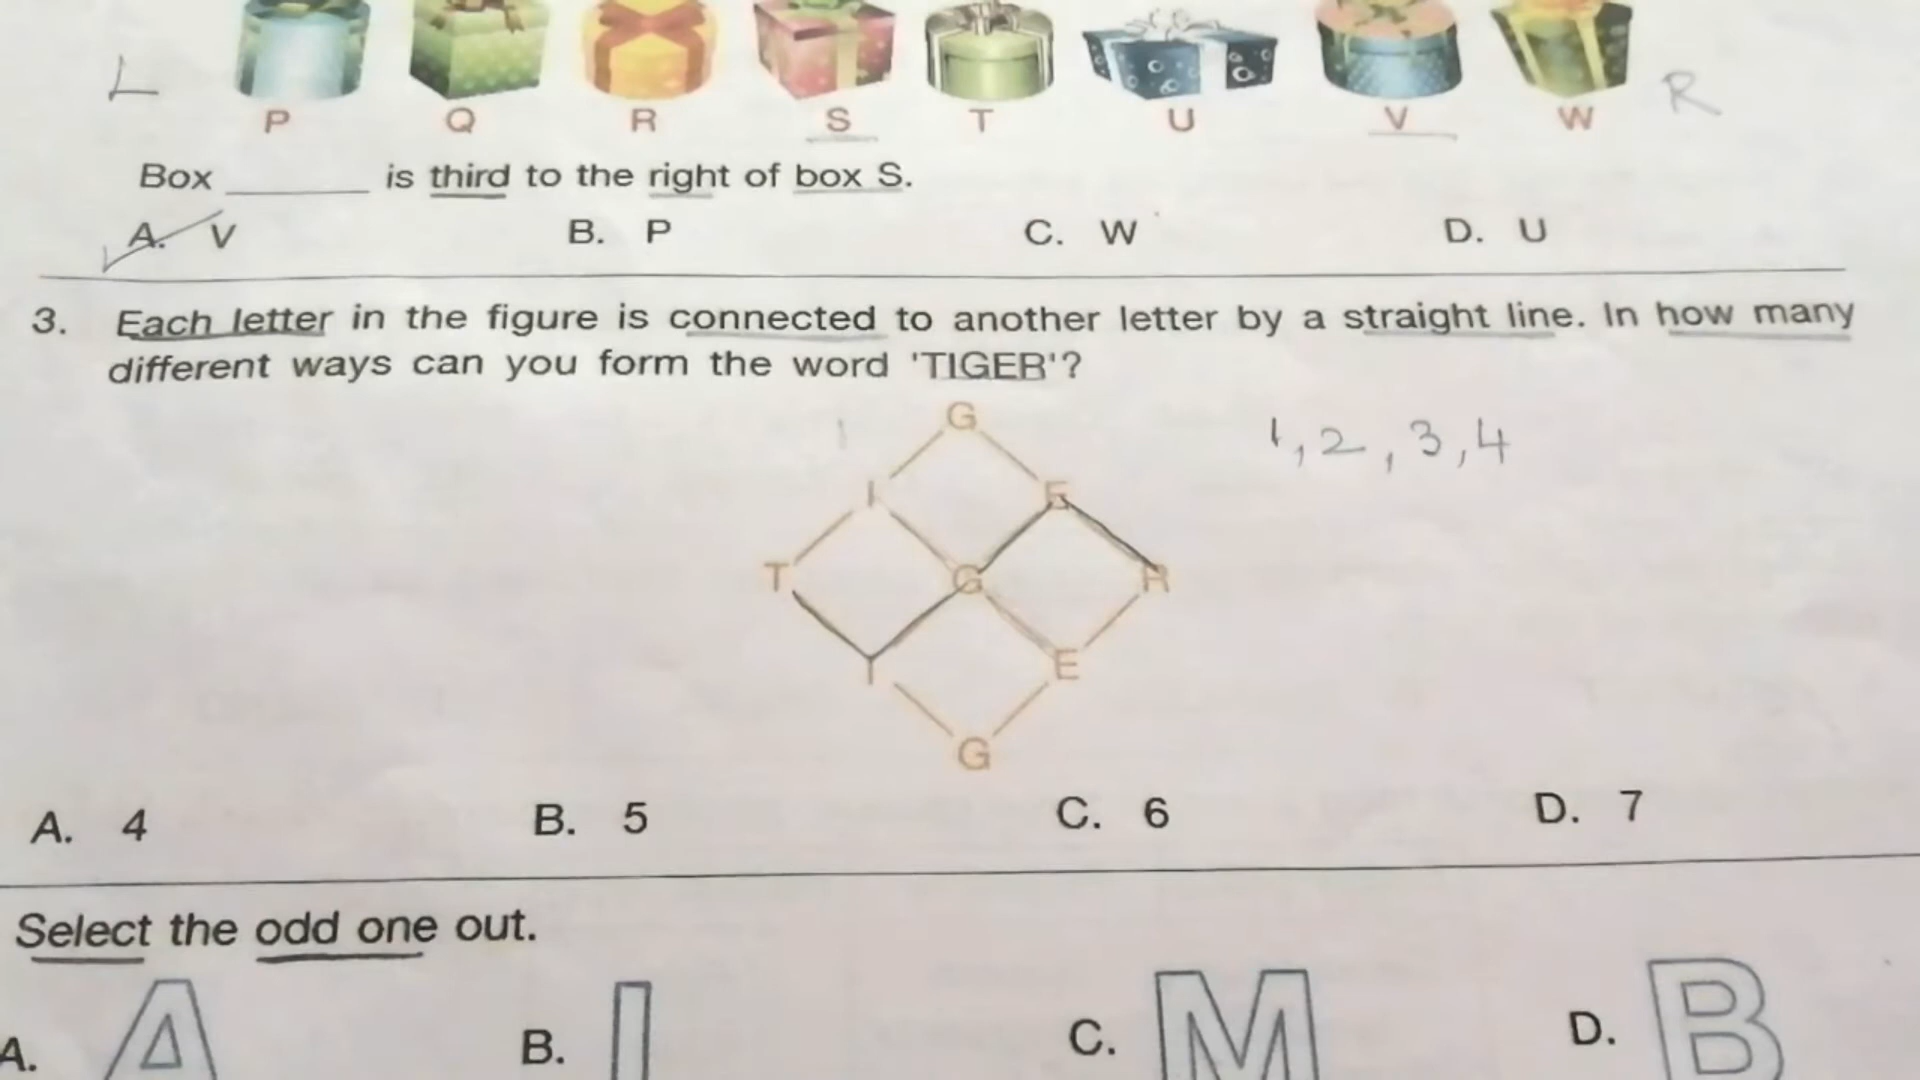 L P Q R S T U V W R
Box ______ is third to the right of box S.
A. V B. P C. W D. U
3. Each letter in the figure is connected to another letter by a straight line. In how many
different ways can you form the word 'TIGER'?
G
1, 2, 3, 4
I E
T G R
I E
G
A. 4 B. 5 C. 6 D. 7
Select the odd one out.
A. A B. I C. M D. B